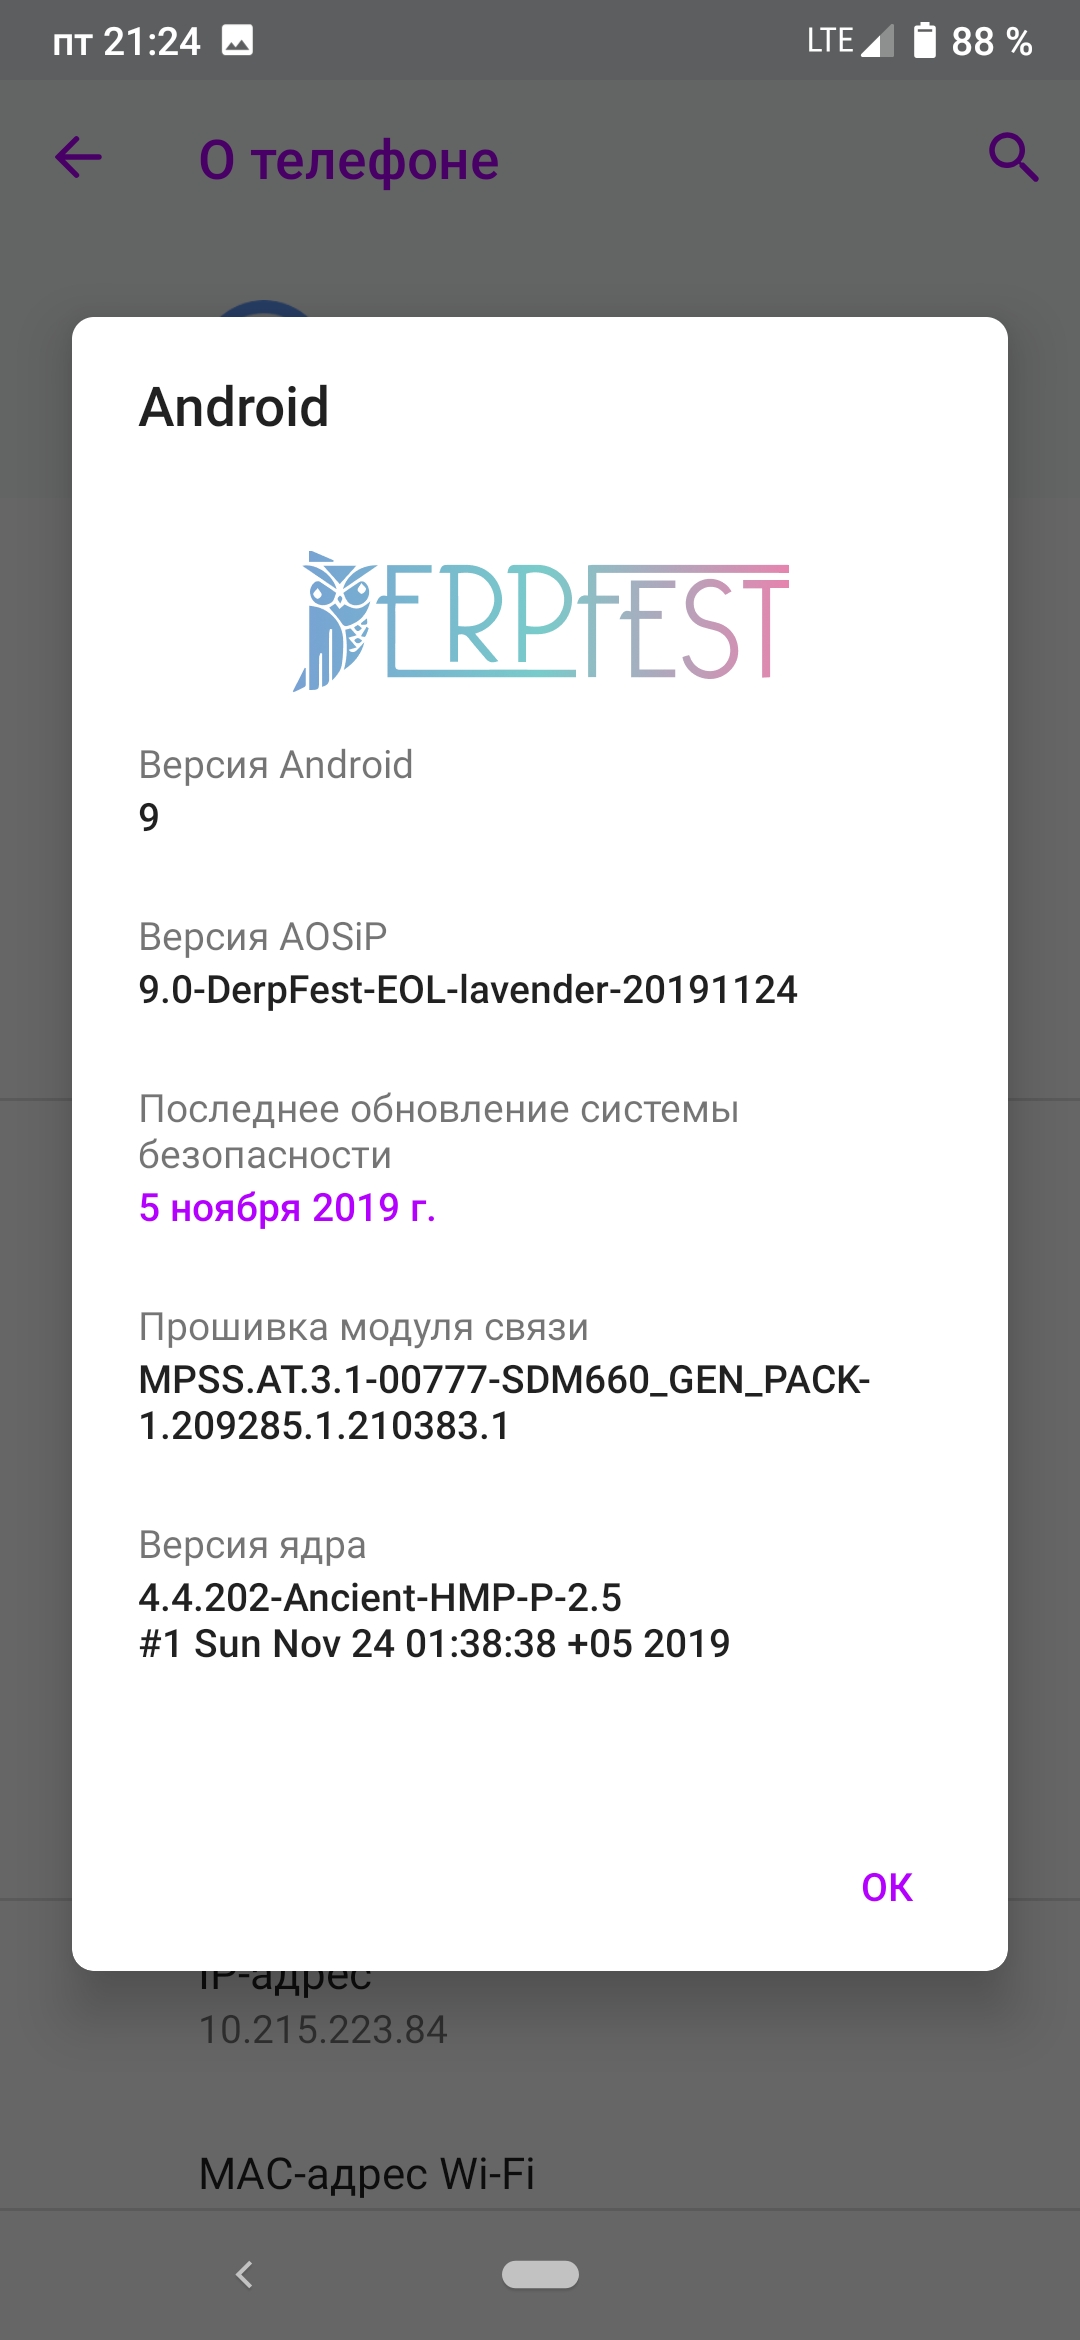 пт 21:24
LTE
88 %
О телефоне
Android
DERPFEST
Версия Android
9
Версия AOSiP
9.0-DerpFest-EOL-lavender-20191124
Последнее обновление системы
безопасности
5 ноября 2019 г.
Прошивка модуля связи
MPSS.AT.3.1-00777-SDM660_GEN_PACK-
1.209285.1.210383.1
Версия ядра
4.4.202-Ancient-HMP-P-2.5
#1 Sun Nov 24 01:38:38 +05 2019
ОК
IP-адрес
10.215.223.84
MAC-адрес Wi-Fi